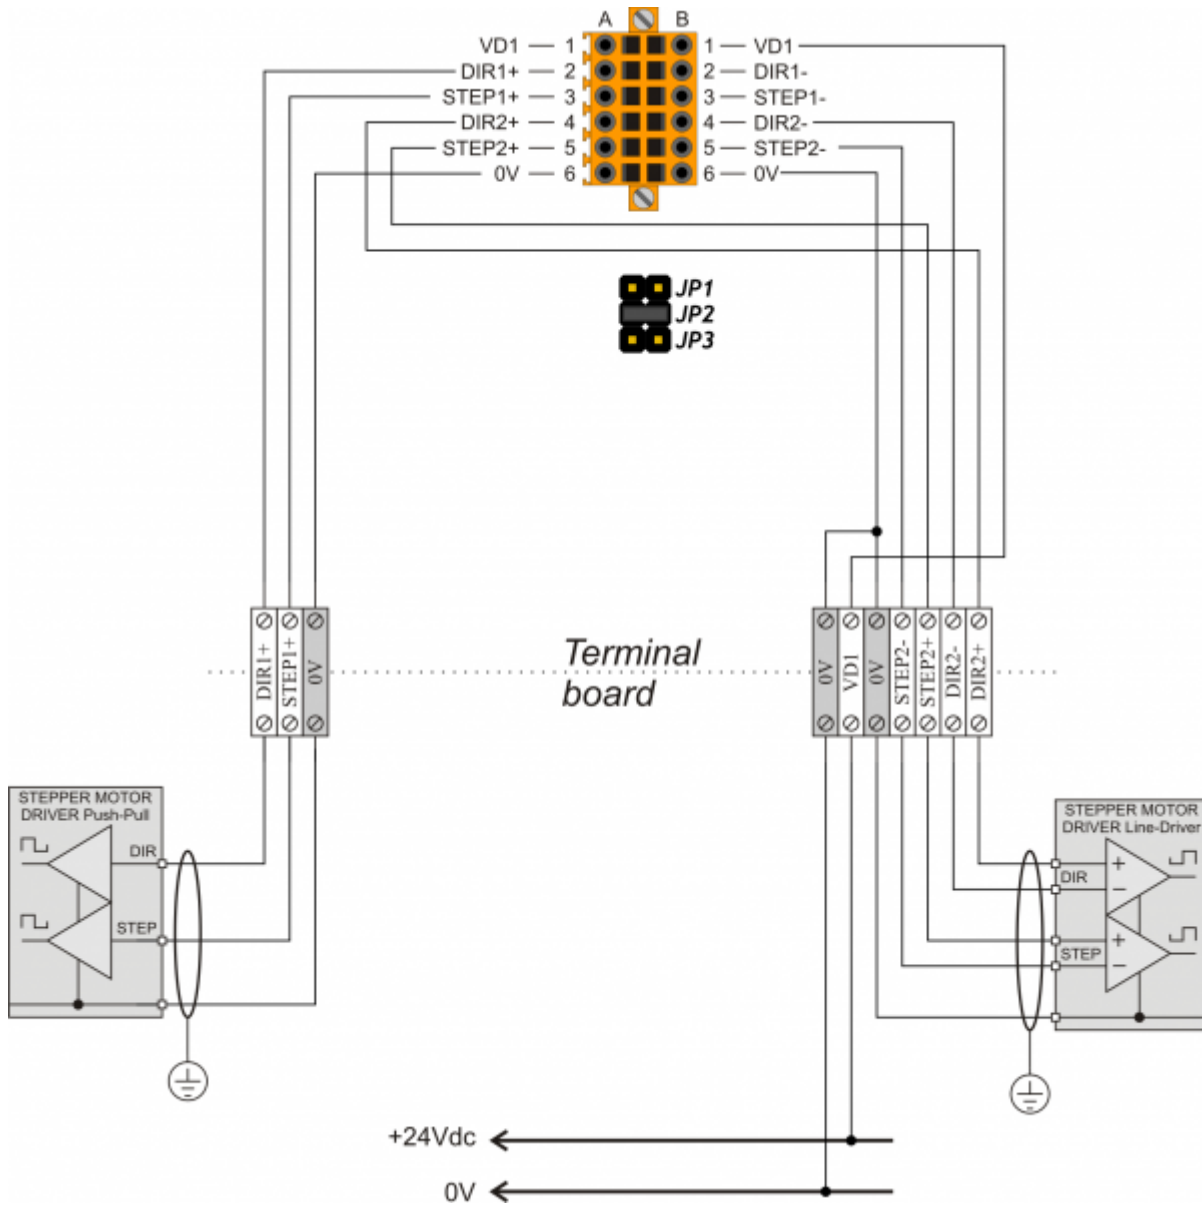 A B
VD1 — 1 1 — VD1
DIR1+ — 2 2 — DIR1-
STEP1+ — 3 3 — STEP1-
DIR2+ — 4 4 — DIR2-
STEP2+ — 5 5 — STEP2-
0V — 6 6 — 0V
JP1
JP2
JP3
Terminal
board
DIR1+
STEP1+
0V
0V
VD1
0V
STEP2-
STEP2+
DIR2-
DIR2+
STEPPER MOTOR
DRIVER Push-Pull
DIR
STEP
STEPPER MOTOR
DRIVER Line-Driver
+
DIR
−
+
STEP
−
+24Vdc
0V